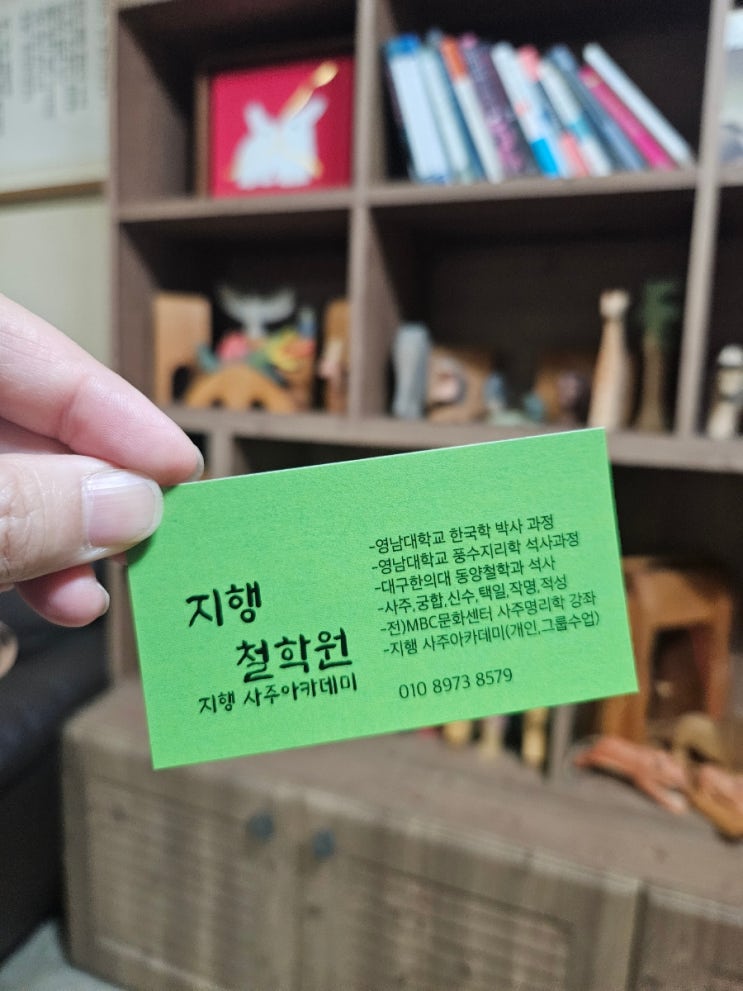 지행
철학원
지행 사주아카데미
-영남대학교 한국학 박사 과정
-영남대학교 풍수지리학 석사과정
-대구한의대 동양철학과 석사
-사주,궁합,신수,택일,작명,적성
-전)MBC문화센터 사주명리학 강좌
-지행 사주아카데미(개인,그룹수업)
010 8973 8579